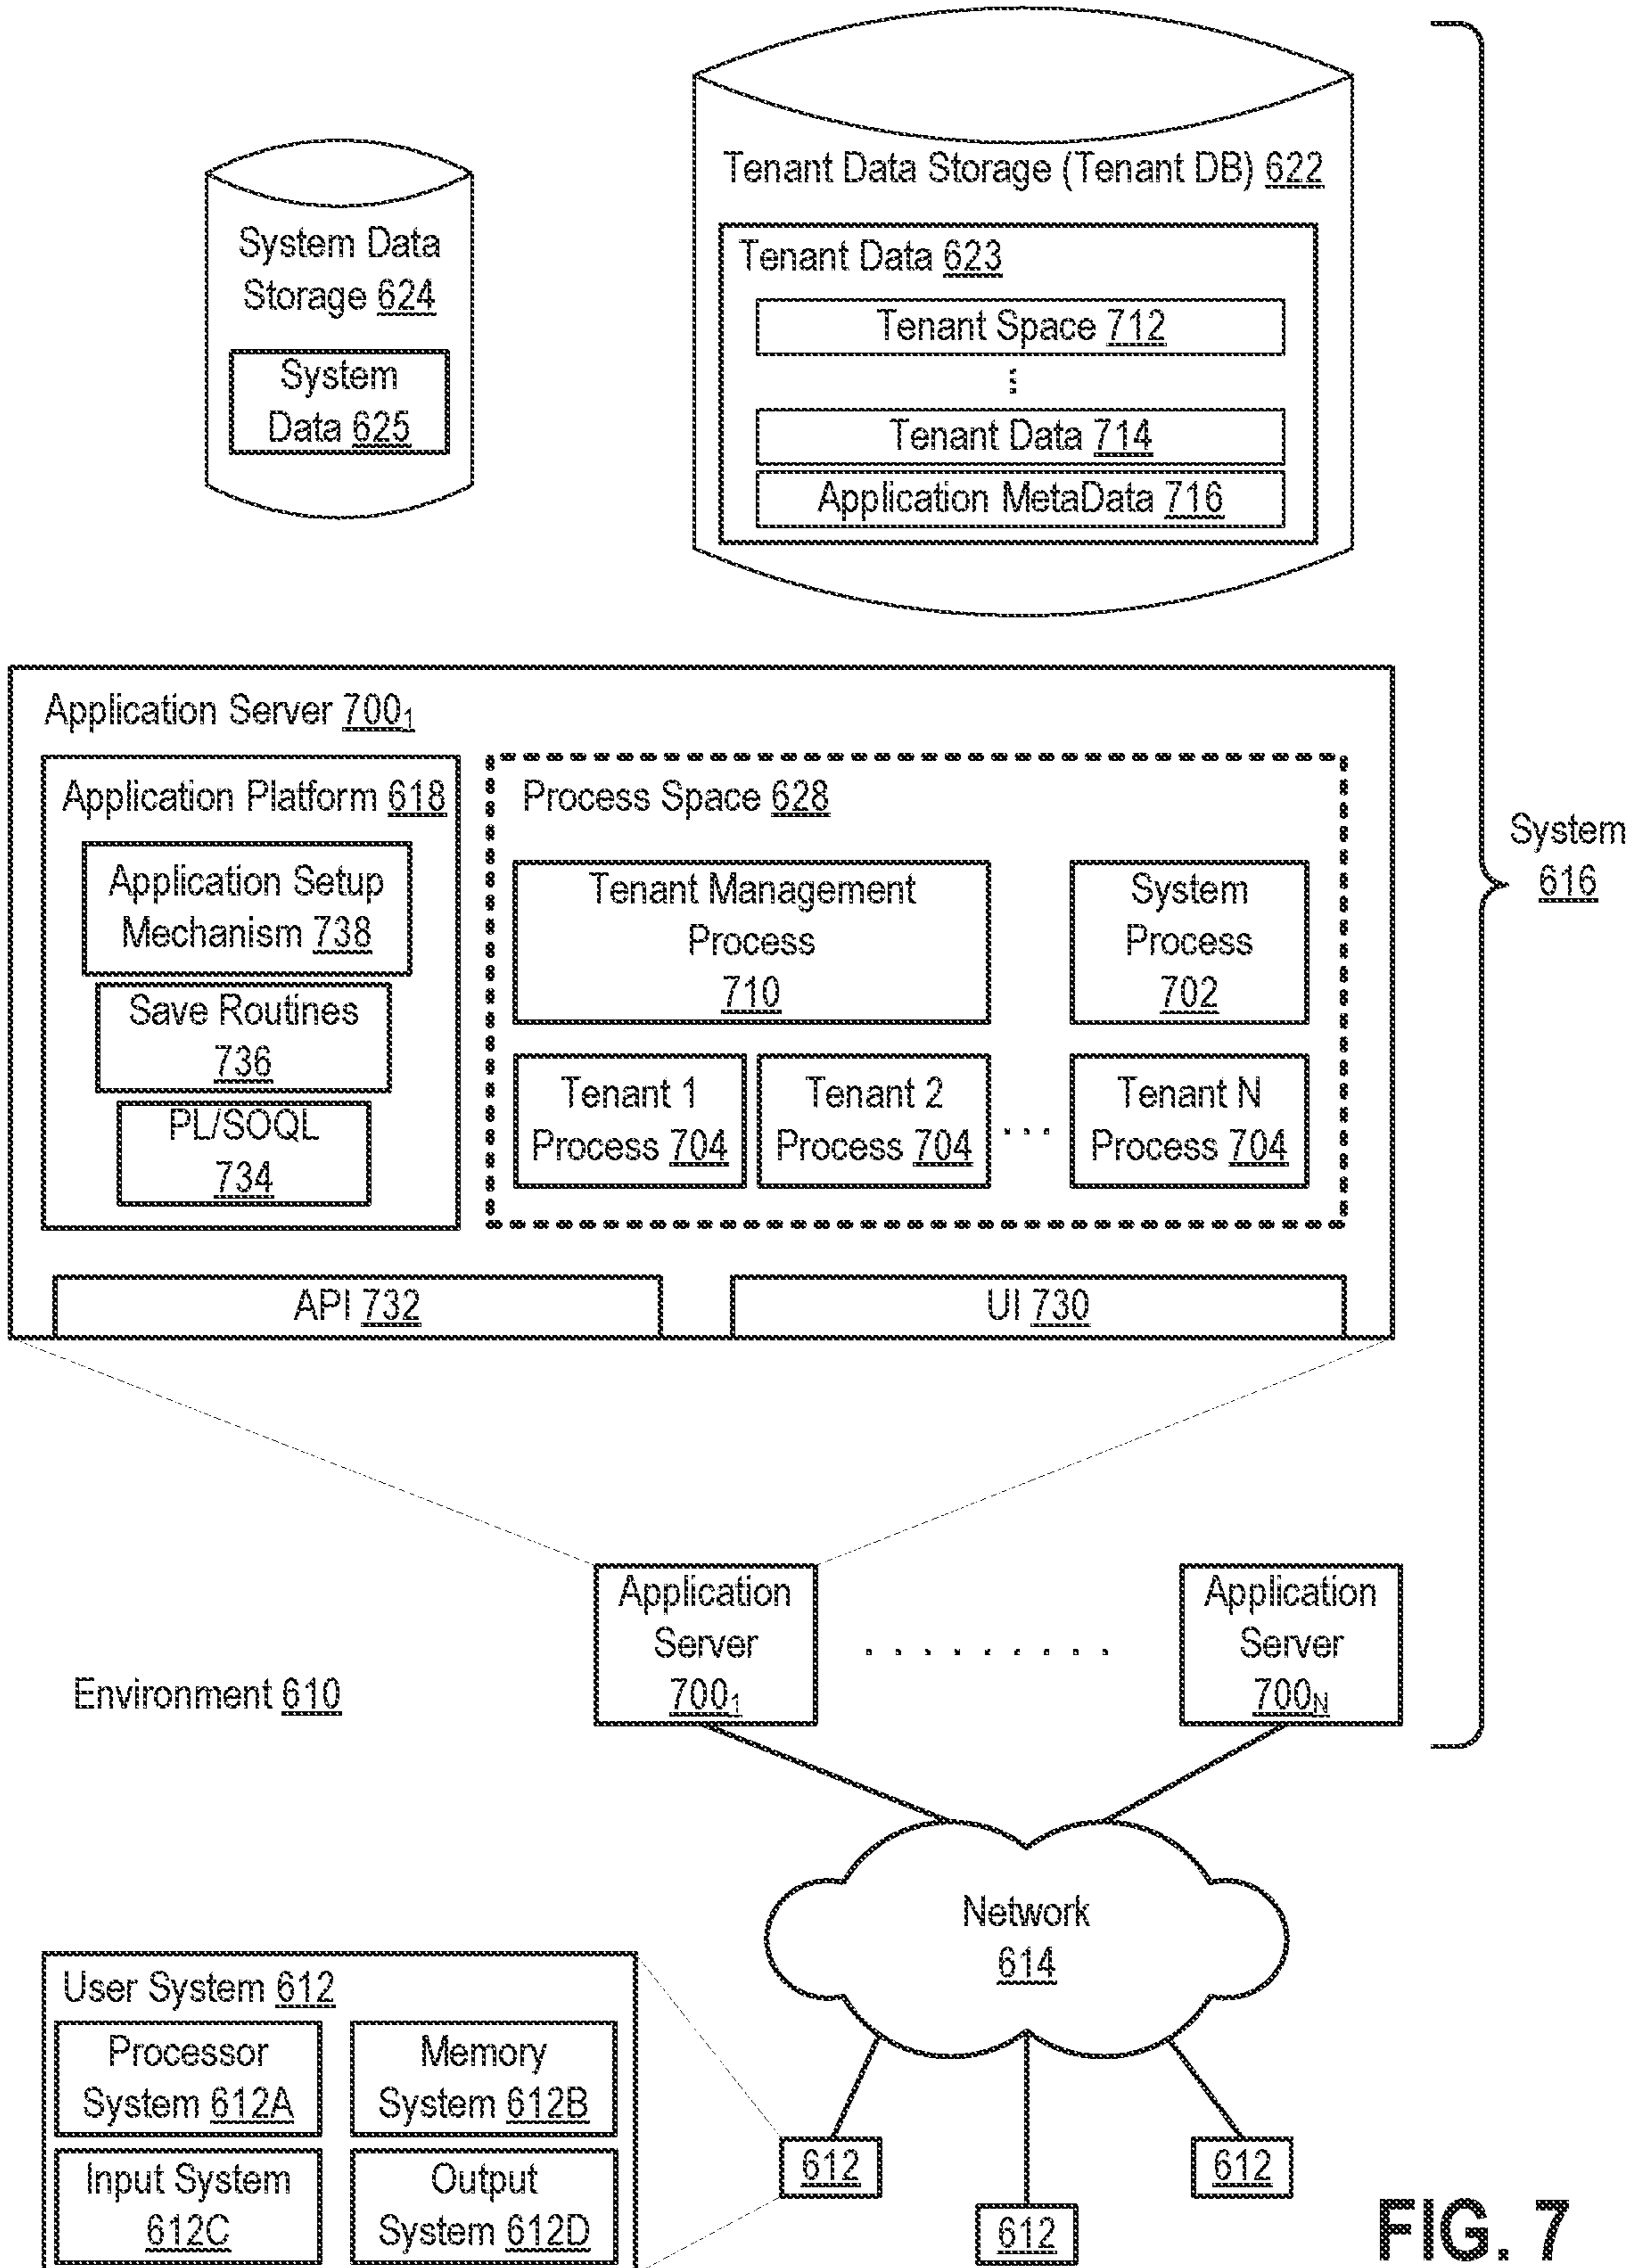 Tenant Data Storage (Tenant DB) 622
System Data
Storage 624
System
Data 625
Tenant Data 623
Tenant Space 712
Tenant Data 714
Application MetaData 716
System
616
Application Server 700₁
Application Platform 618
Application Setup
Mechanism 738
Save Routines
736
PL/SOQL
734
Process Space 628
Tenant Management
Process
710
System
Process
702
Tenant 1
Process 704
Tenant 2
Process 704
...
Tenant N
Process 704
API 732
UI 730
Application
Server
700₁
.........
Application
Server
700N
Environment 610
Network
614
User System 612
Processor
System 612A
Memory
System 612B
Input System
612C
Output
System 612D
612
612
612
FIG. 7